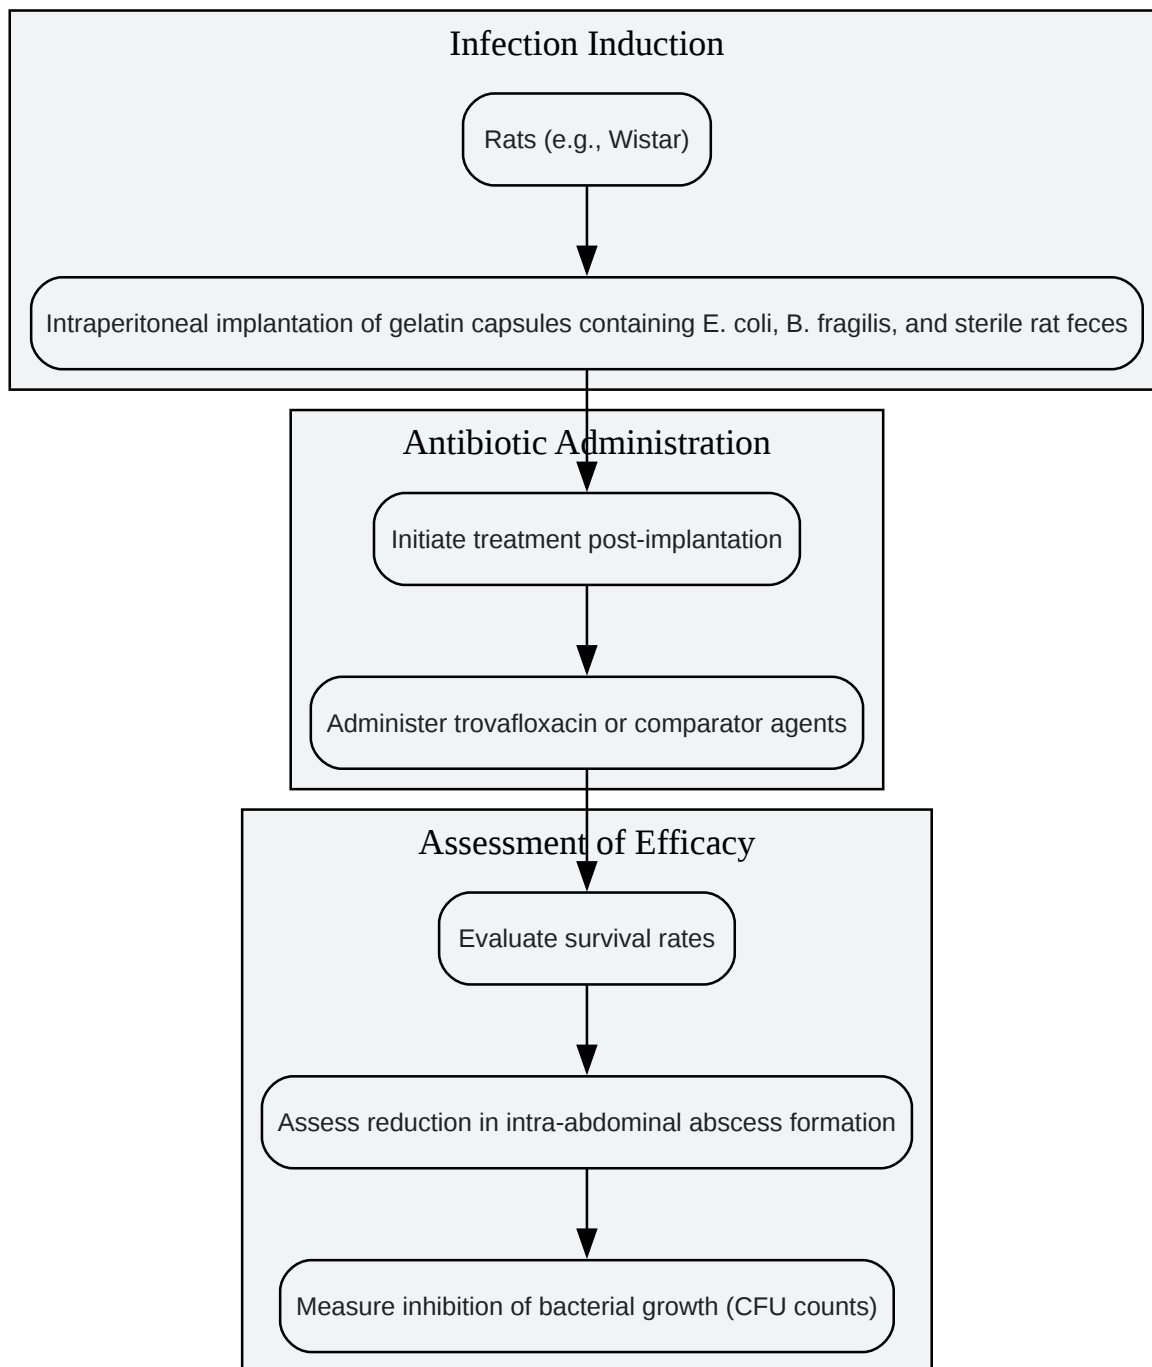 Infection Induction
Rats (e.g., Wistar)
Intraperitoneal implantation of gelatin capsules containing E. coli, B. fragilis, and sterile rat feces
Antibiotic Administration
Initiate treatment post-implantation
Administer trovafloxacin or comparator agents
Assessment of Efficacy
Evaluate survival rates
Assess reduction in intra-abdominal abscess formation
Measure inhibition of bacterial growth (CFU counts)